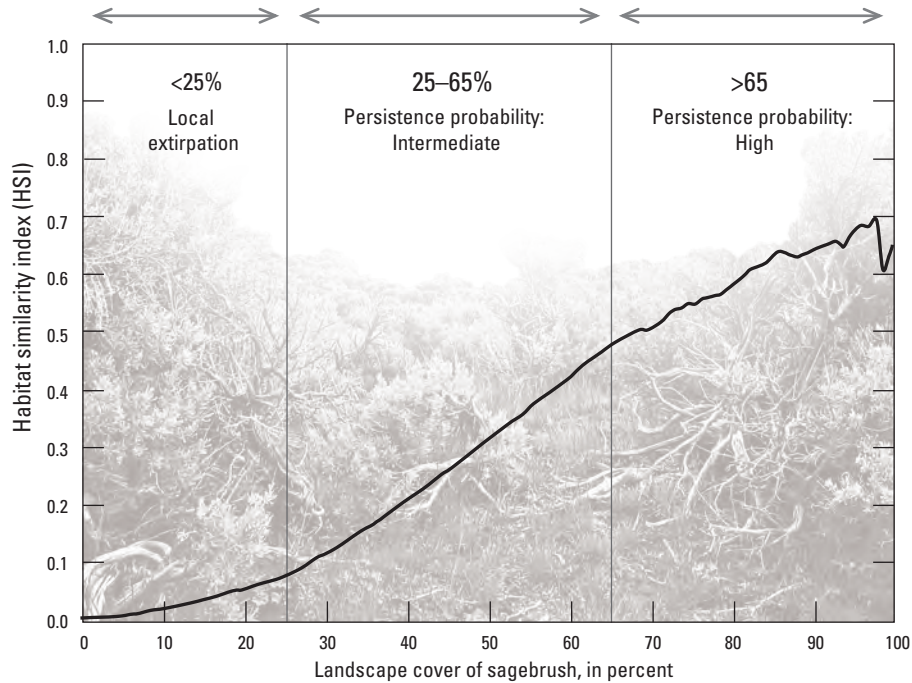 <25%
Local
extirpation
25–65%
Persistence probability:
Intermediate
>65
Persistence probability:
High
Habitat similarity index (HSI)
1.0
0.9
0.8
0.7
0.6
0.5
0.4
0.3
0.2
0.1
0.0
0 10 20 30 40 50 60 70 80 90 100
Landscape cover of sagebrush, in percent